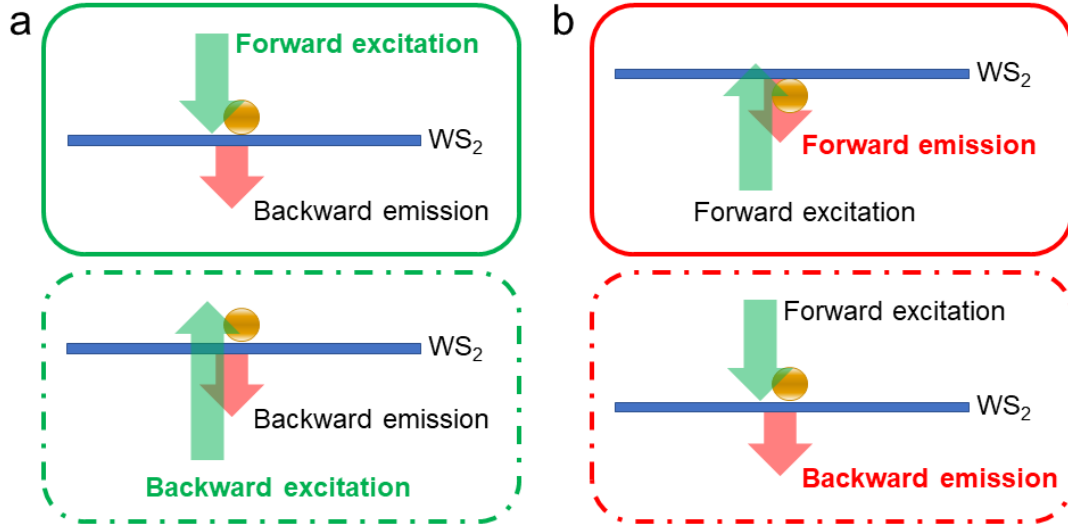 a
Forward excitation
WS₂
Backward emission
WS₂
Backward emission
Backward excitation
b
WS₂
Forward emission
Forward excitation
Forward excitation
WS₂
Backward emission